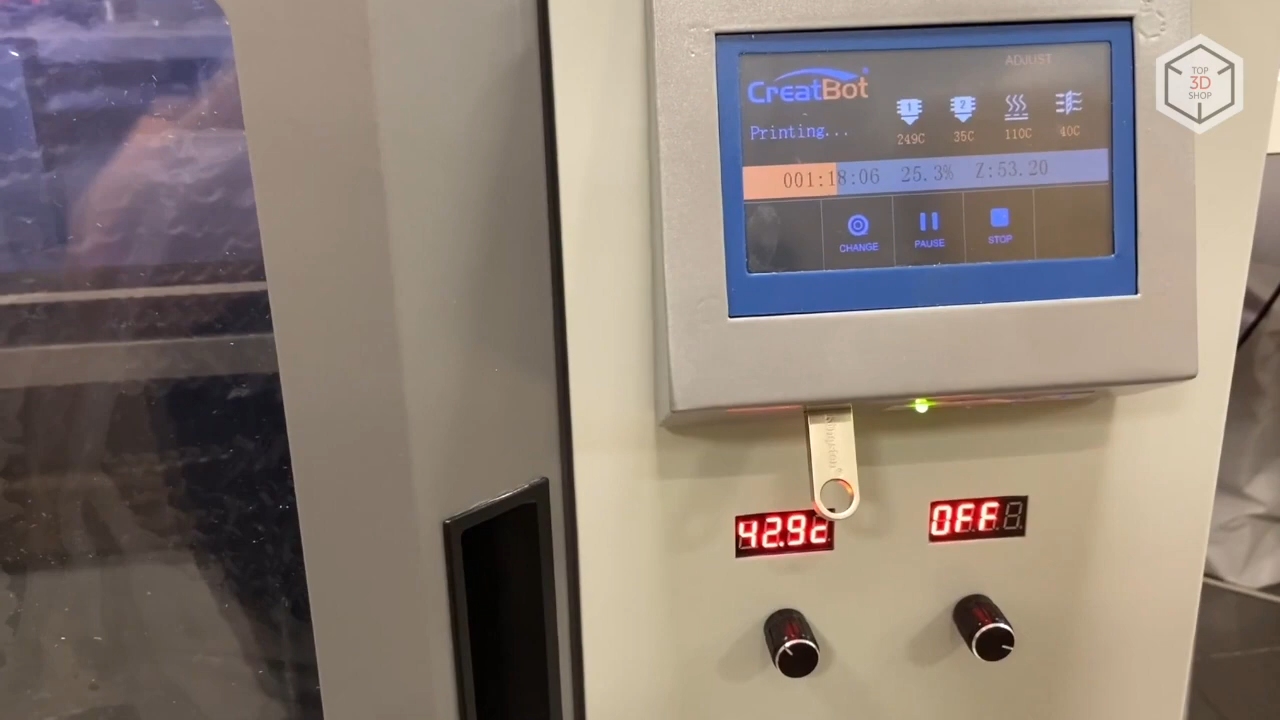 ADJUST
CreatBot®
1 2
Printing...
249C 35C 110C 40C
001:18:06 25.3% Z:53.20
CHANGE PAUSE STOP
TOP
3D
SHOP
42.9c
OFF